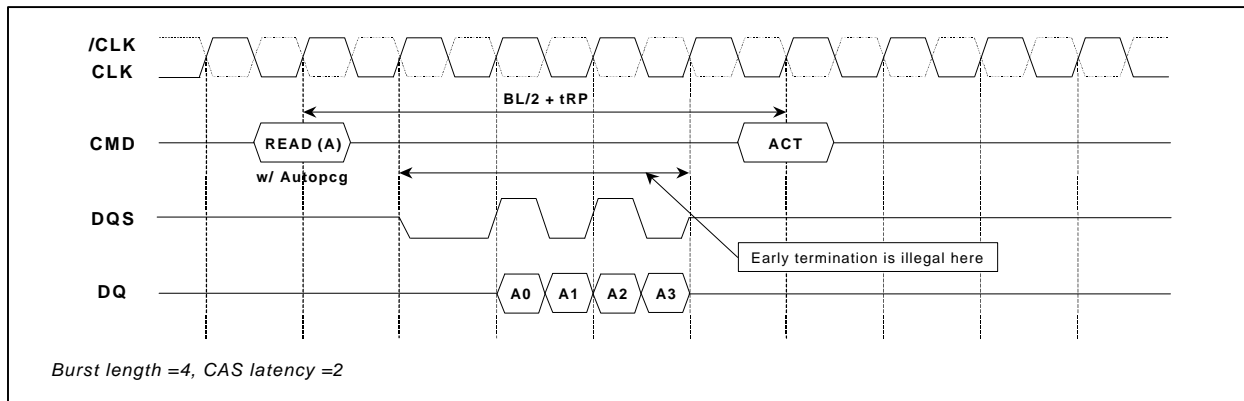 /CLK
CLK
BL/2 + tRP
CMD
READ (A)
ACT
w/ Autopcg
DQS
Early termination is illegal here
DQ
A0 A1 A2 A3
Burst length =4, CAS latency =2